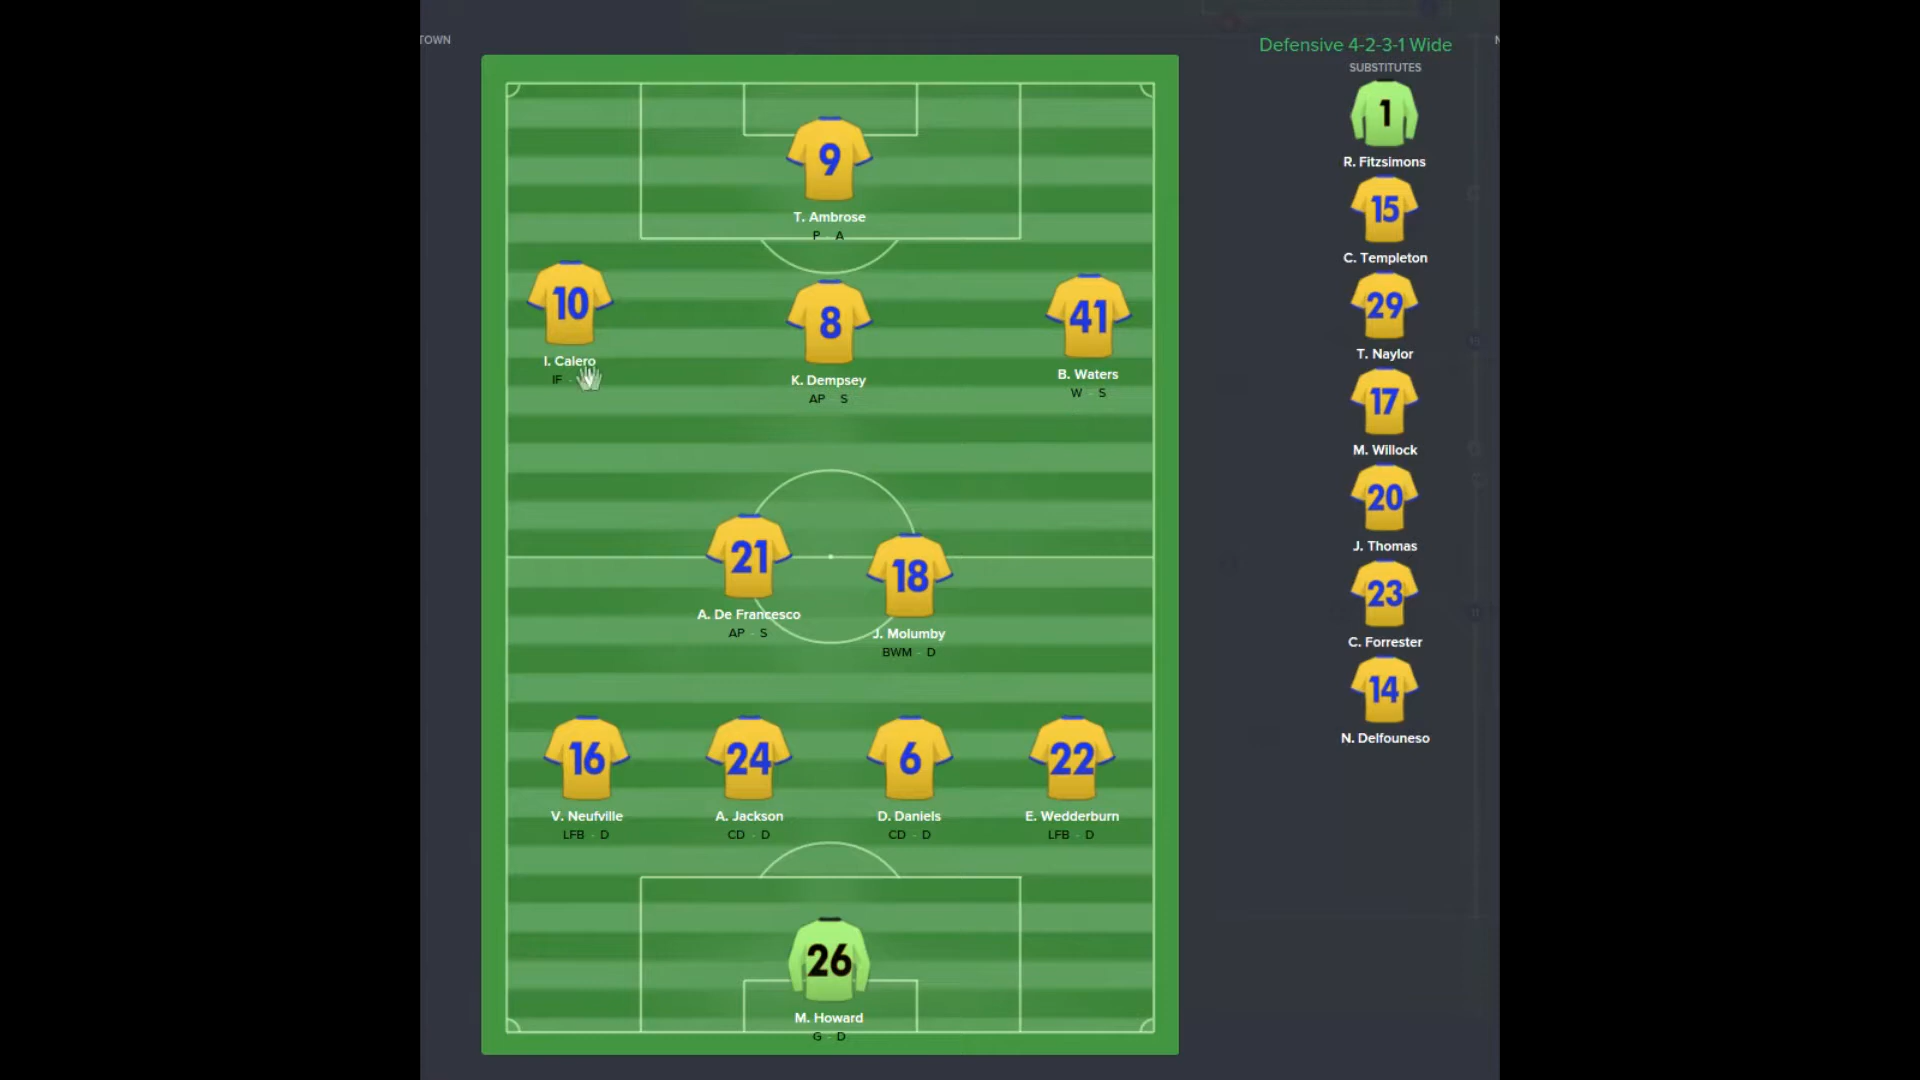 TOWN
Defensive 4-2-3-1 Wide
SUBSTITUTES
9
T. Ambrose
P - A
10
I. Calero
IF -
8
K. Dempsey
AP S
41
B. Waters
W - S
21
A. De Francesco
AP - S
18
J. Molumby
BWM - D
16
V. Neufville
LFB - D
24
A. Jackson
CD - D
6
D. Daniels
CD - D
22
E. Wedderburn
LFB - D
26
M. Howard
G - D
1
R. Fitzsimons
15
C. Templeton
29
T. Naylor
17
M. Willock
20
J. Thomas
23
C. Forrester
14
N. Delfouneso